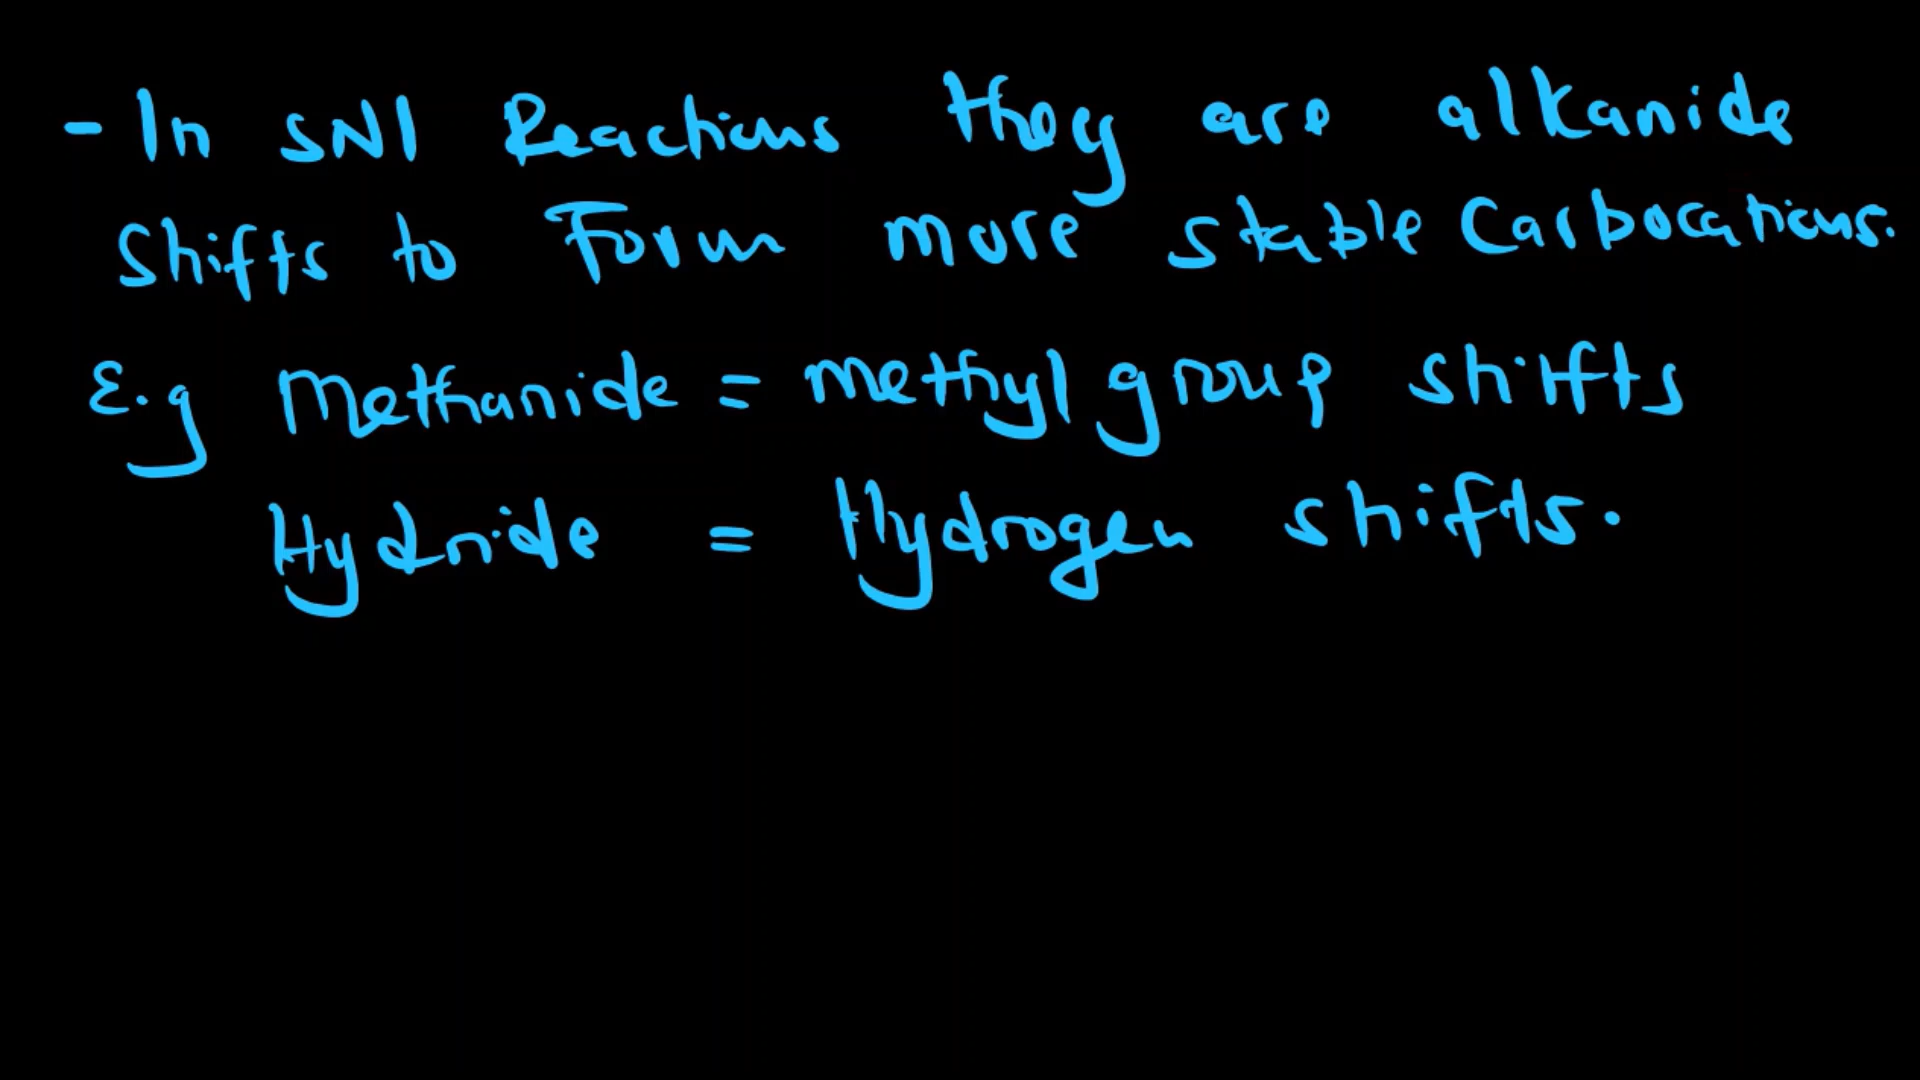 - In SN1 Reactions they are alkanide
Shifts to Form more stable Carbocations.
E.g Methanide = methyl group shifts
Hydride = Hydrogen shifts.